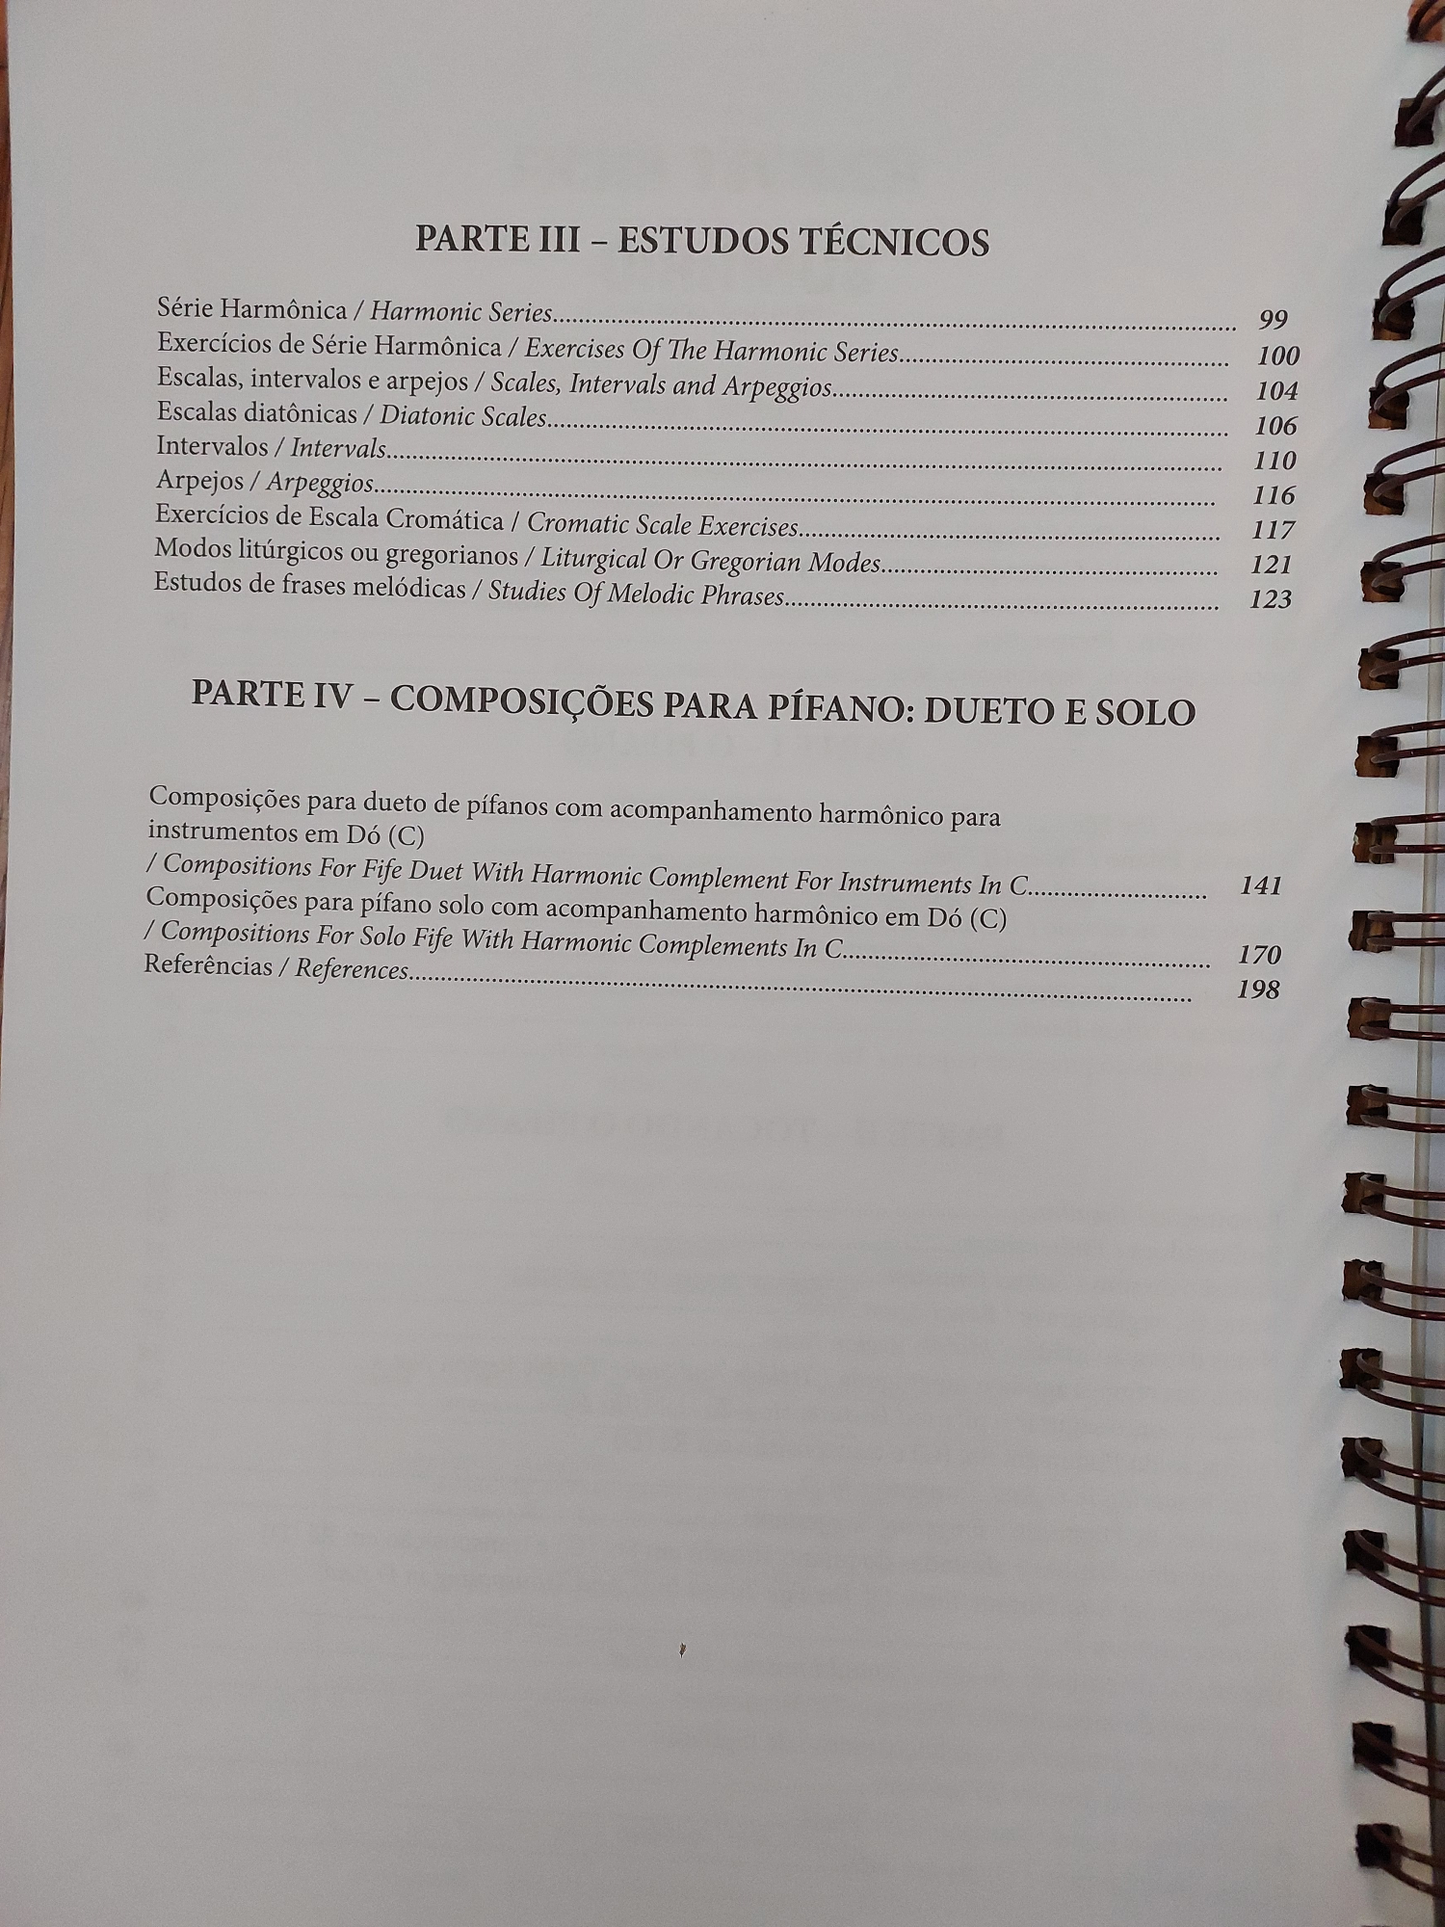 PARTE III – ESTUDOS TÉCNICOS
Série Harmônica / Harmonic Series.......... 99
Exercícios de Série Harmônica / Exercises Of The Harmonic Series.......... 100
Escalas, intervalos e arpejos / Scales, Intervals and Arpeggios.......... 104
Escalas diatônicas / Diatonic Scales.......... 106
Intervalos / Intervals.......... 110
Arpejos / Arpeggios.......... 116
Exercícios de Escala Cromática / Cromatic Scale Exercises.......... 117
Modos litúrgicos ou gregorianos / Liturgical Or Gregorian Modes.......... 121
Estudos de frases melódicas / Studies Of Melodic Phrases.......... 123
PARTE IV – COMPOSIÇÕES PARA PÍFANO: DUETO E SOLO
Composições para dueto de pífanos com acompanhamento harmônico para
instrumentos em Dó (C)
/ Compositions For Fife Duet With Harmonic Complement For Instruments In C.......... 141
Composições para pífano solo com acompanhamento harmônico em Dó (C)
/ Compositions For Solo Fife With Harmonic Complements In C.......... 170
Referências / References.......... 198